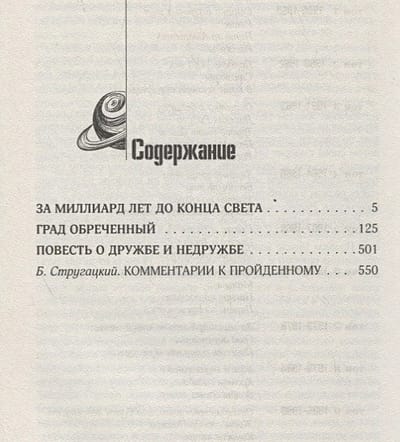 Содержание
ЗА МИЛЛИАРД ЛЕТ ДО КОНЦА СВЕТА . . . . . . . . . . . . 5
ГРАД ОБРЕЧЕННЫЙ . . . . . . . . . . . . . . . . . . . . . . . 125
ПОВЕСТЬ О ДРУЖБЕ И НЕДРУЖБЕ . . . . . . . . . . . . . 501
Б. Стругацкий. КОММЕНТАРИИ К ПРОЙДЕННОМУ . . . 550